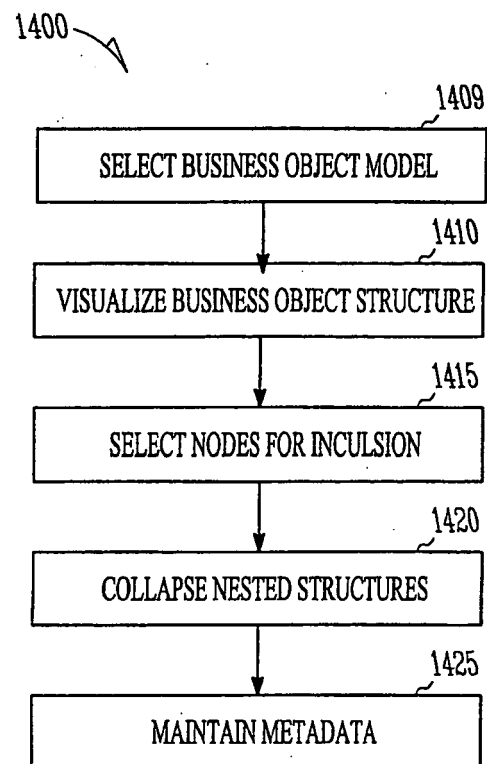 1400
1409
SELECT BUSINESS OBJECT MODEL
1410
VISUALIZE BUSINESS OBJECT STRUCTURE
1415
SELECT NODES FOR INCULSION
1420
COLLAPSE NESTED STRUCTURES
1425
MAINTAIN METADATA